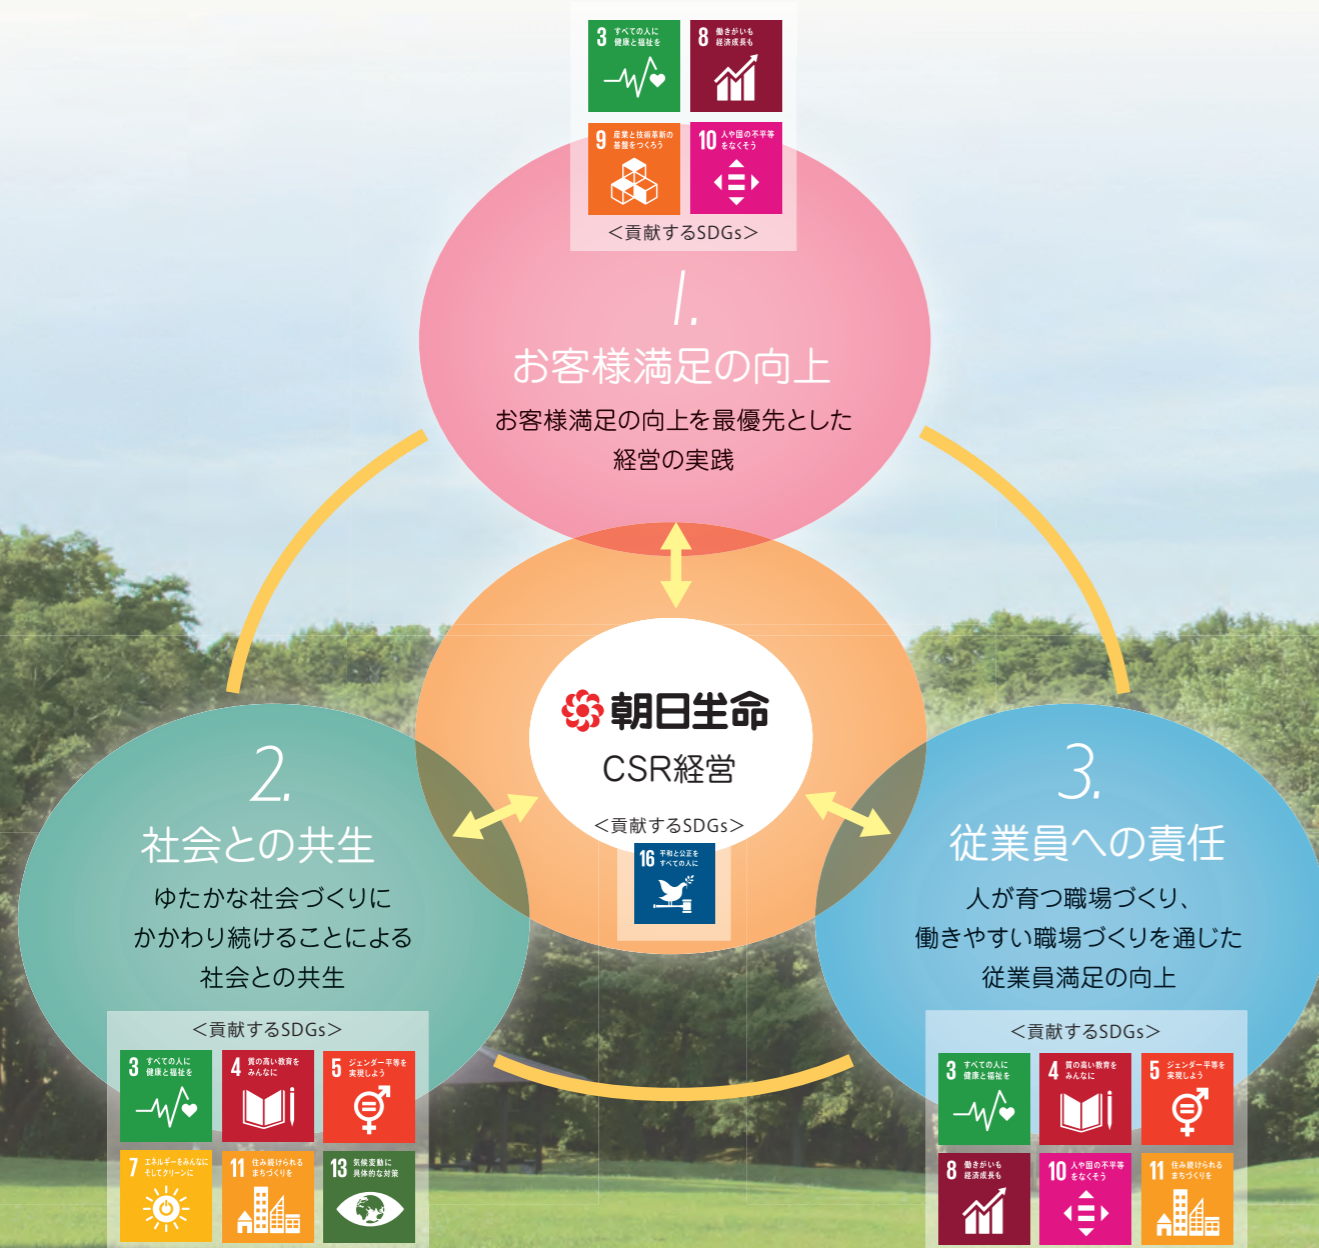 3 すべての人に
健康と福祉を
8 働きがいも
経済成長も
9 産業と技術革新の
基盤をつくろう
10 人や国の不平等
をなくそう
＜貢献するSDGs＞
1.
お客様満足の向上
お客様満足の向上を最優先とした
経営の実践
朝日生命
CSR経営
＜貢献するSDGs＞
16 平和と公正を
すべての人に
2.
社会との共生
ゆたかな社会づくりに
かかわり続けることによる
社会との共生
＜貢献するSDGs＞
3 すべての人に
健康と福祉を
4 質の高い教育を
みんなに
5 ジェンダー平等を
実現しよう
7 エネルギーをみんなに
そしてクリーンに
11 住み続けられる
まちづくりを
13 気候変動に
具体的な対策を
3.
従業員への責任
人が育つ職場づくり、
働きやすい職場づくりを通じた
従業員満足の向上
＜貢献するSDGs＞
3 すべての人に
健康と福祉を
4 質の高い教育を
みんなに
5 ジェンダー平等を
実現しよう
8 働きがいも
経済成長も
10 人や国の不平等
をなくそう
11 住み続けられる
まちづくりを